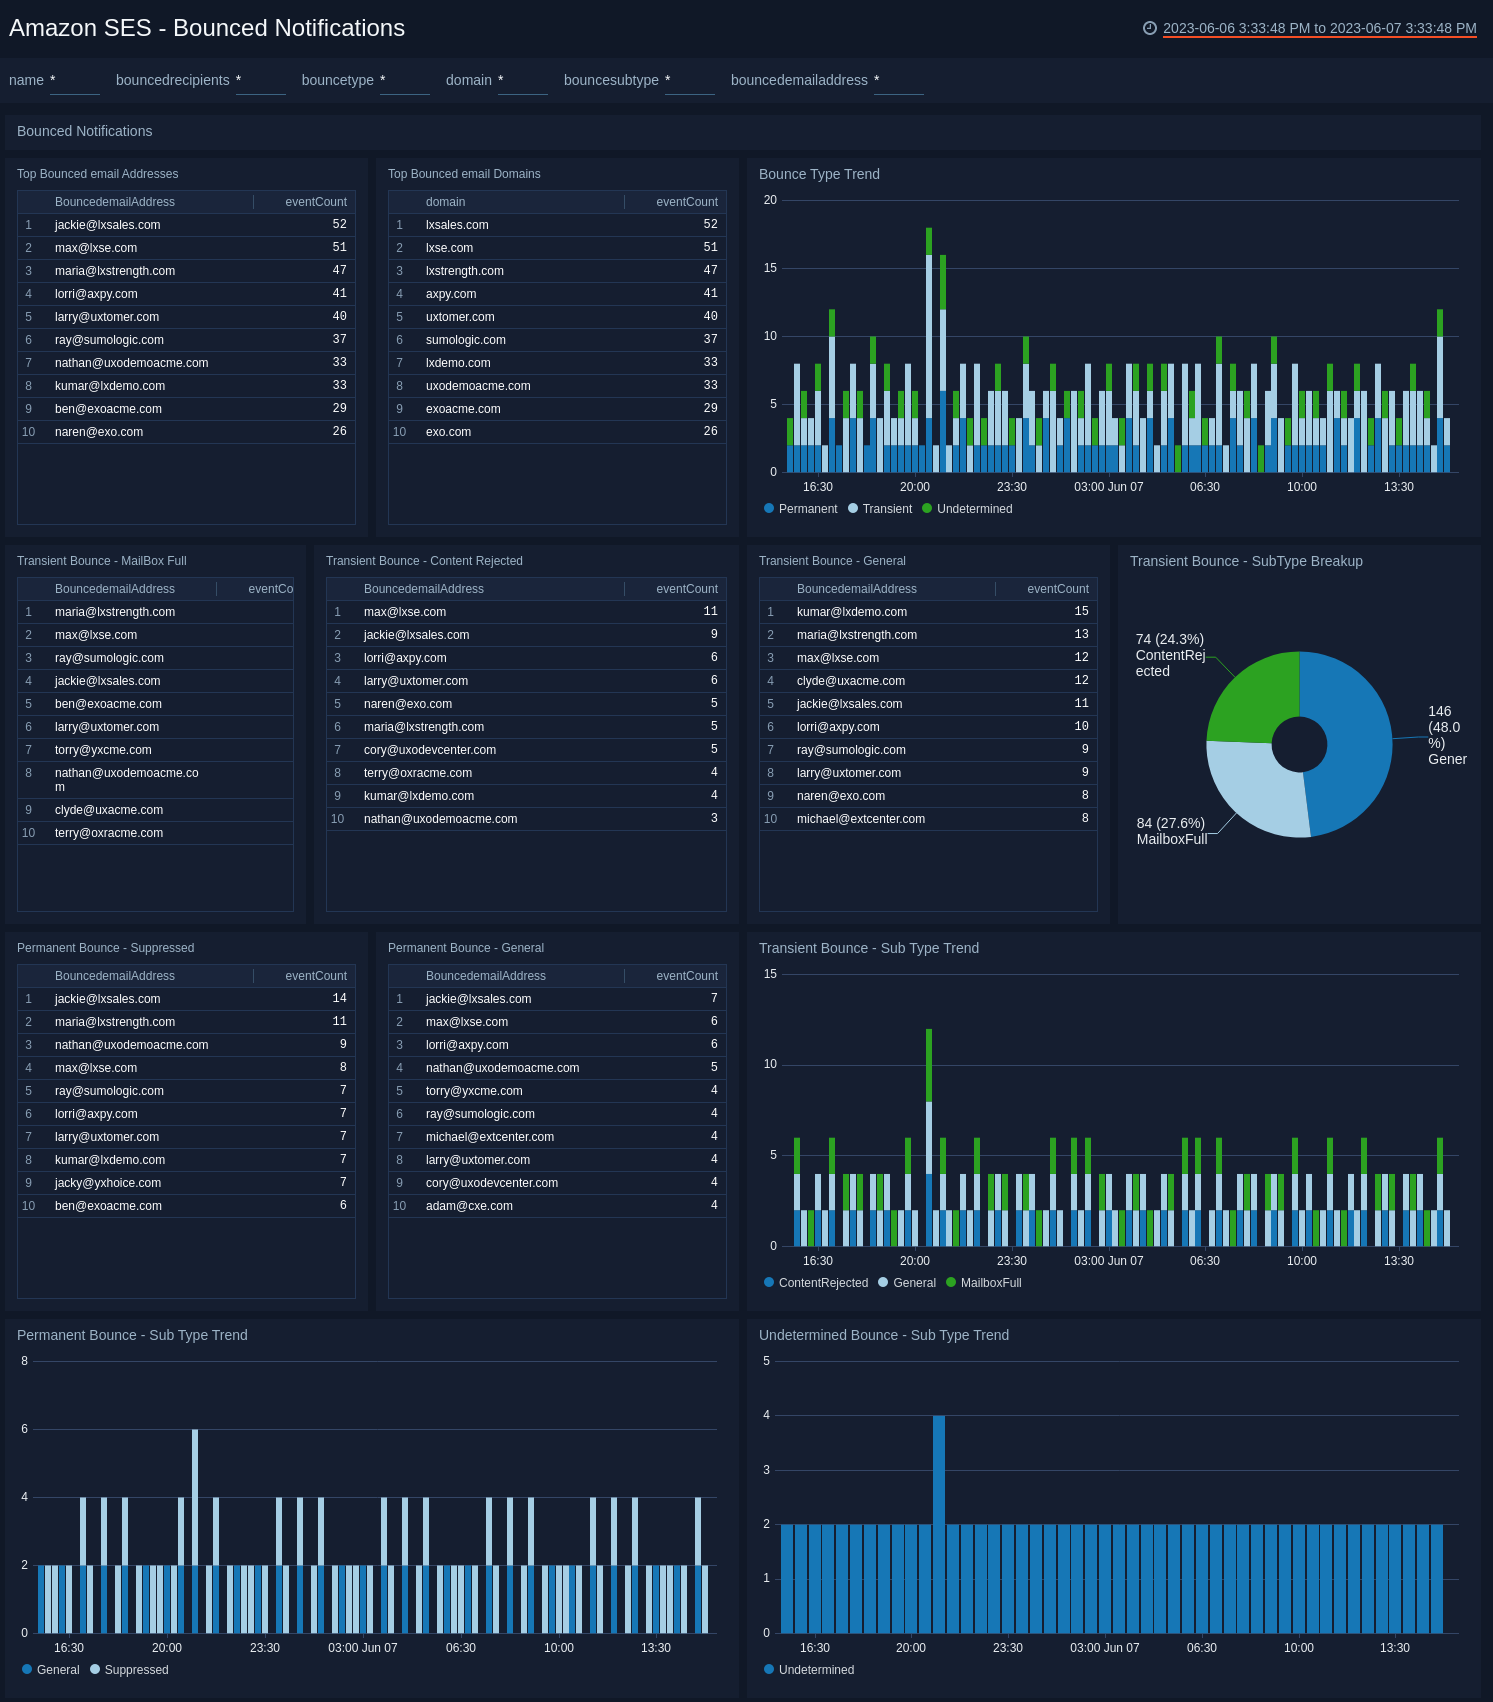 Amazon SES - Bounced Notifications
2023-06-06 3:33:48 PM to 2023-06-07 3:33:48 PM
name * bouncedrecipients * bouncetype * domain * bouncesubtype * bouncedemailaddress *
Bounced Notifications
Top Bounced email Addresses
BouncedemailAddress eventCount
1 jackie@lxsales.com 52
2 max@lxse.com 51
3 maria@lxstrength.com 47
4 lorri@axpy.com 41
5 larry@uxtomer.com 40
6 ray@sumologic.com 37
7 nathan@uxodemoacme.com 33
8 kumar@lxdemo.com 33
9 ben@exoacme.com 29
10 naren@exo.com 26
Top Bounced email Domains
domain eventCount
1 lxsales.com 52
2 lxse.com 51
3 lxstrength.com 47
4 axpy.com 41
5 uxtomer.com 40
6 sumologic.com 37
7 lxdemo.com 33
8 uxodemoacme.com 33
9 exoacme.com 29
10 exo.com 26
Bounce Type Trend
20
15
10
5
0
16:30 20:00 23:30 03:00 Jun 07 06:30 10:00 13:30
Permanent Transient Undetermined
Transient Bounce - MailBox Full
BouncedemailAddress eventCo
1 maria@lxstrength.com
2 max@lxse.com
3 ray@sumologic.com
4 jackie@lxsales.com
5 ben@exoacme.com
6 larry@uxtomer.com
7 torry@yxcme.com
8 nathan@uxodemoacme.co
m
9 clyde@uxacme.com
10 terry@oxracme.com
Transient Bounce - Content Rejected
BouncedemailAddress eventCount
1 max@lxse.com 11
2 jackie@lxsales.com 9
3 lorri@axpy.com 6
4 larry@uxtomer.com 6
5 naren@exo.com 5
6 maria@lxstrength.com 5
7 cory@uxodevcenter.com 5
8 terry@oxracme.com 4
9 kumar@lxdemo.com 4
10 nathan@uxodemoacme.com 3
Transient Bounce - General
BouncedemailAddress eventCount
1 kumar@lxdemo.com 15
2 maria@lxstrength.com 13
3 max@lxse.com 12
4 clyde@uxacme.com 12
5 jackie@lxsales.com 11
6 lorri@axpy.com 10
7 ray@sumologic.com 9
8 larry@uxtomer.com 9
9 naren@exo.com 8
10 michael@extcenter.com 8
Transient Bounce - SubType Breakup
74 (24.3%)
ContentRej
ected
146
(48.0
%)
Gener
84 (27.6%)
MailboxFull
Permanent Bounce - Suppressed
BouncedemailAddress eventCount
1 jackie@lxsales.com 14
2 maria@lxstrength.com 11
3 nathan@uxodemoacme.com 9
4 max@lxse.com 8
5 ray@sumologic.com 7
6 lorri@axpy.com 7
7 larry@uxtomer.com 7
8 kumar@lxdemo.com 7
9 jacky@yxhoice.com 7
10 ben@exoacme.com 6
Permanent Bounce - General
BouncedemailAddress eventCount
1 jackie@lxsales.com 7
2 max@lxse.com 6
3 lorri@axpy.com 6
4 nathan@uxodemoacme.com 5
5 torry@yxcme.com 4
6 ray@sumologic.com 4
7 michael@extcenter.com 4
8 larry@uxtomer.com 4
9 cory@uxodevcenter.com 4
10 adam@cxe.com 4
Transient Bounce - Sub Type Trend
15
10
5
0
16:30 20:00 23:30 03:00 Jun 07 06:30 10:00 13:30
ContentRejected General MailboxFull
Permanent Bounce - Sub Type Trend
8
6
4
2
0
16:30 20:00 23:30 03:00 Jun 07 06:30 10:00 13:30
General Suppressed
Undetermined Bounce - Sub Type Trend
5
4
3
2
1
0
16:30 20:00 23:30 03:00 Jun 07 06:30 10:00 13:30
Undetermined